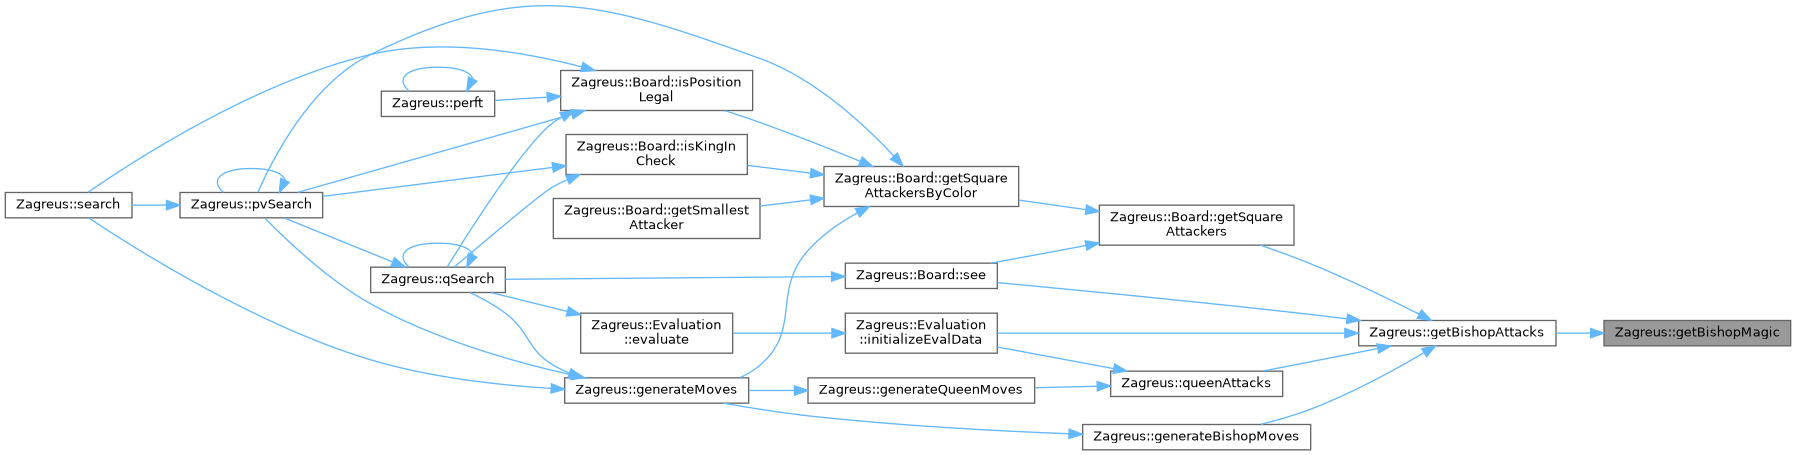 Zagreus::search
Zagreus::pvSearch
Zagreus::perft
Zagreus::qSearch
Zagreus::Board::isPosition
Legal
Zagreus::Board::isKingIn
Check
Zagreus::Board::getSmallest
Attacker
Zagreus::Evaluation
::evaluate
Zagreus::generateMoves
Zagreus::Board::getSquare
AttackersByColor
Zagreus::Board::see
Zagreus::Evaluation
::initializeEvalData
Zagreus::generateQueenMoves
Zagreus::Board::getSquare
Attackers
Zagreus::queenAttacks
Zagreus::generateBishopMoves
Zagreus::getBishopAttacks
Zagreus::getBishopMagic